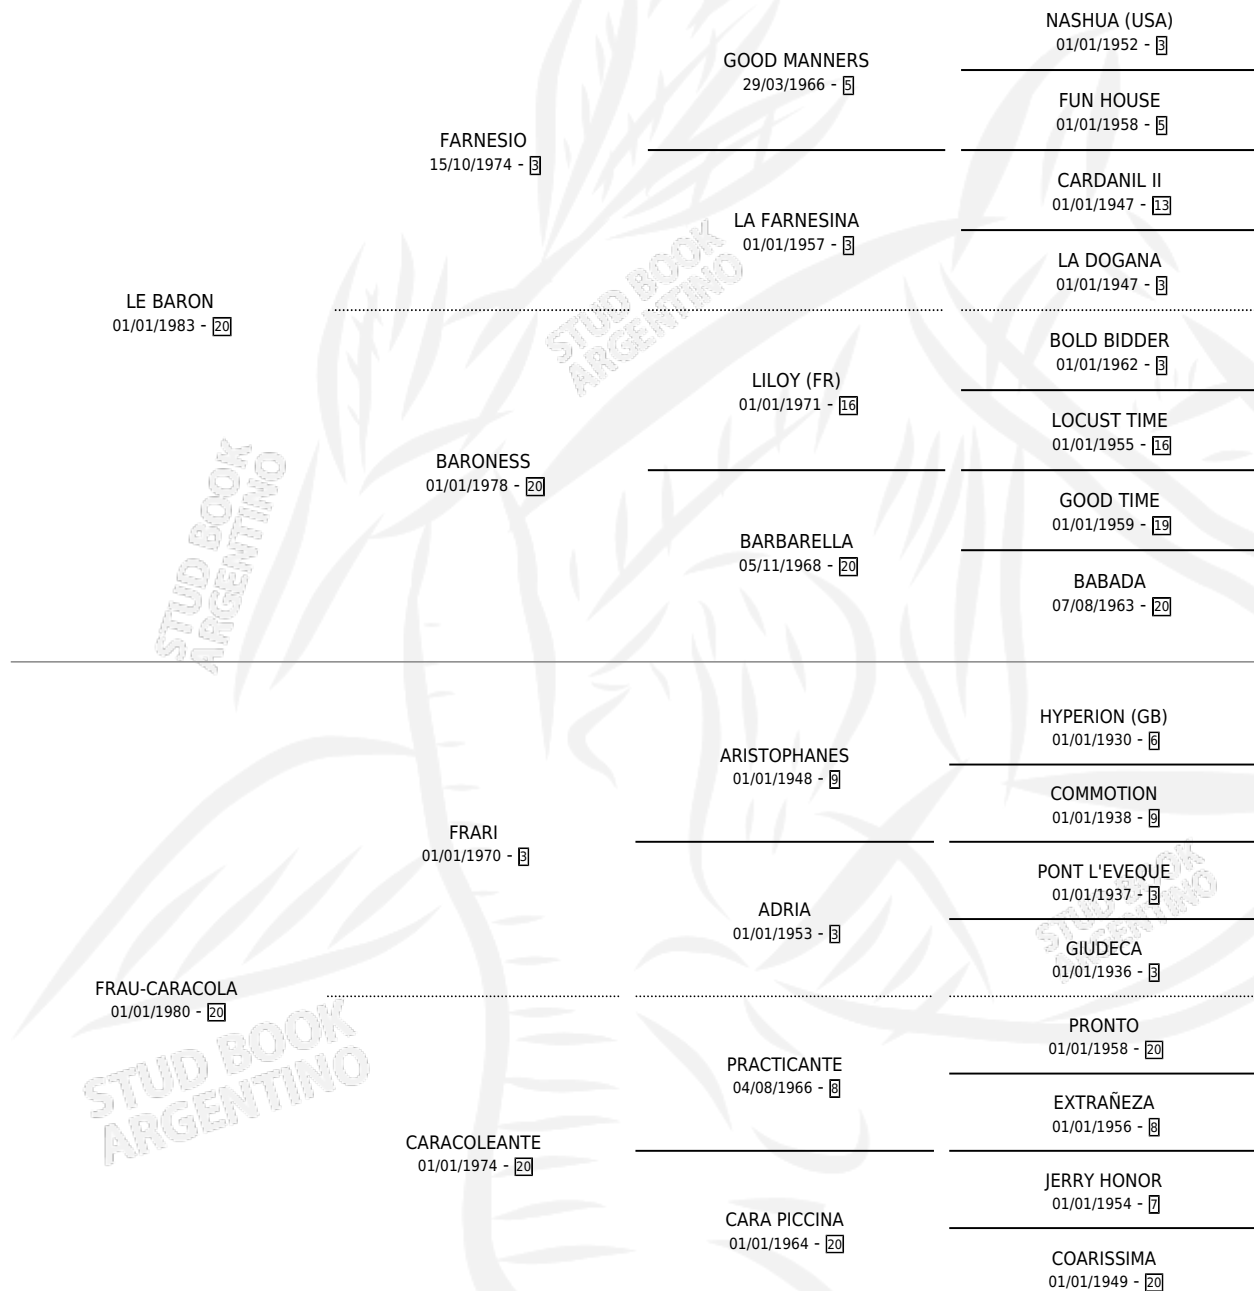 NASHUA (USA)
01/01/1952 - 3
GOOD MANNERS
29/03/1966 - 5
FUN HOUSE
01/01/1958 - 5
FARNESIO
15/10/1974 - 3
CARDANIL II
01/01/1947 - 13
LA FARNESINA
01/01/1957 - 3
LA DOGANA
01/01/1947 - 3
LE BARON
01/01/1983 - 20
BOLD BIDDER
01/01/1962 - 3
LILOY (FR)
01/01/1971 - 16
LOCUST TIME
01/01/1955 - 16
BARONESS
01/01/1978 - 20
GOOD TIME
01/01/1959 - 19
BARBARELLA
05/11/1968 - 20
BABADA
07/08/1963 - 20
HYPERION (GB)
01/01/1930 - 6
ARISTOPHANES
01/01/1948 - 9
COMMOTION
01/01/1938 - 9
FRARI
01/01/1970 - 3
PONT L'EVEQUE
01/01/1937 - 3
ADRIA
01/01/1953 - 3
GIUDECA
01/01/1936 - 3
FRAU-CARACOLA
01/01/1980 - 20
PRONTO
01/01/1958 - 20
PRACTICANTE
04/08/1966 - 8
EXTRAÑEZA
01/01/1956 - 8
CARACOLEANTE
01/01/1974 - 20
JERRY HONOR
01/01/1954 - 7
CARA PICCINA
01/01/1964 - 20
COARISSIMA
01/01/1949 - 20
STUD BOOK
ARGENTINO
STUD BOOK
ARGENTINO
STUD BOOK
ARGENTINO
STUD BOOK
ARGENTINO